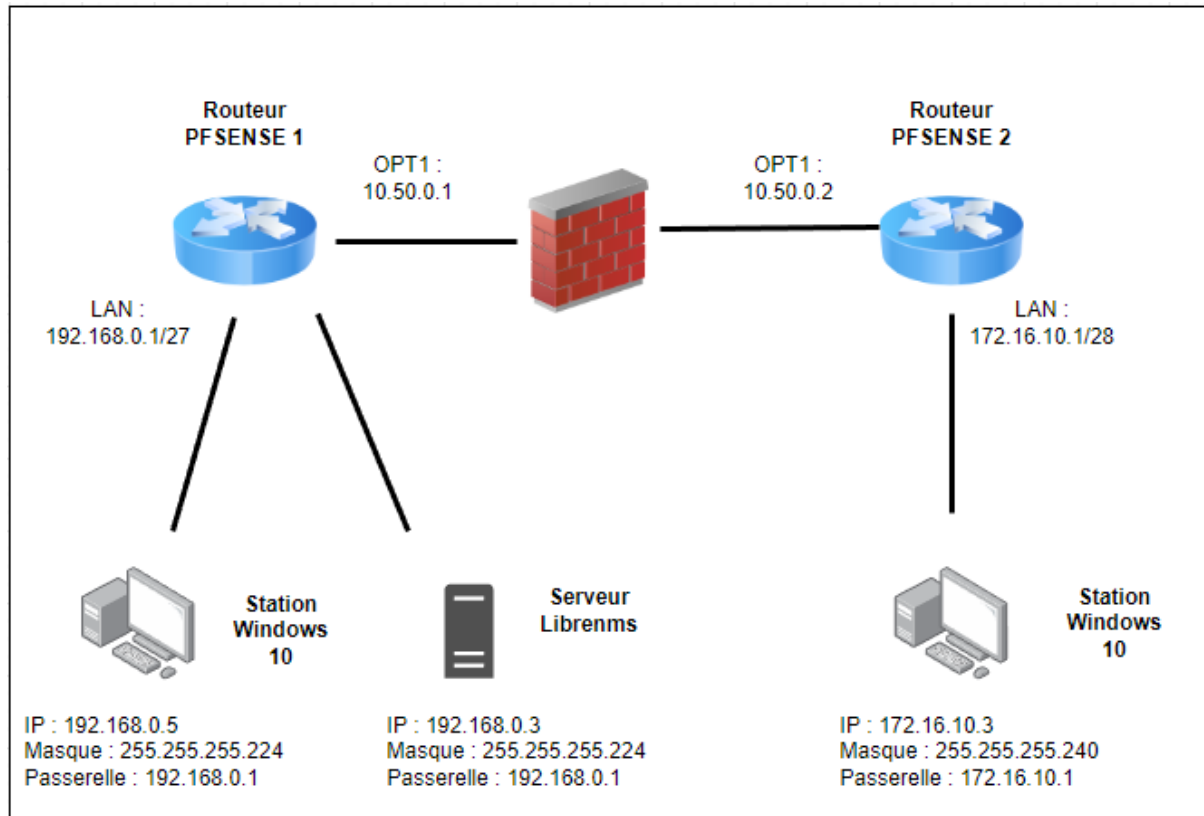 Routeur
PFSENSE 1
Routeur
PFSENSE 2
OPT1 :
10.50.0.1
OPT1 :
10.50.0.2
LAN :
192.168.0.1/27
LAN :
172.16.10.1/28
Station
Windows
10
Serveur
Librenms
Station
Windows
10
IP : 192.168.0.5
Masque : 255.255.255.224
Passerelle : 192.168.0.1
IP : 192.168.0.3
Masque : 255.255.255.224
Passerelle : 192.168.0.1
IP : 172.16.10.3
Masque : 255.255.255.240
Passerelle : 172.16.10.1